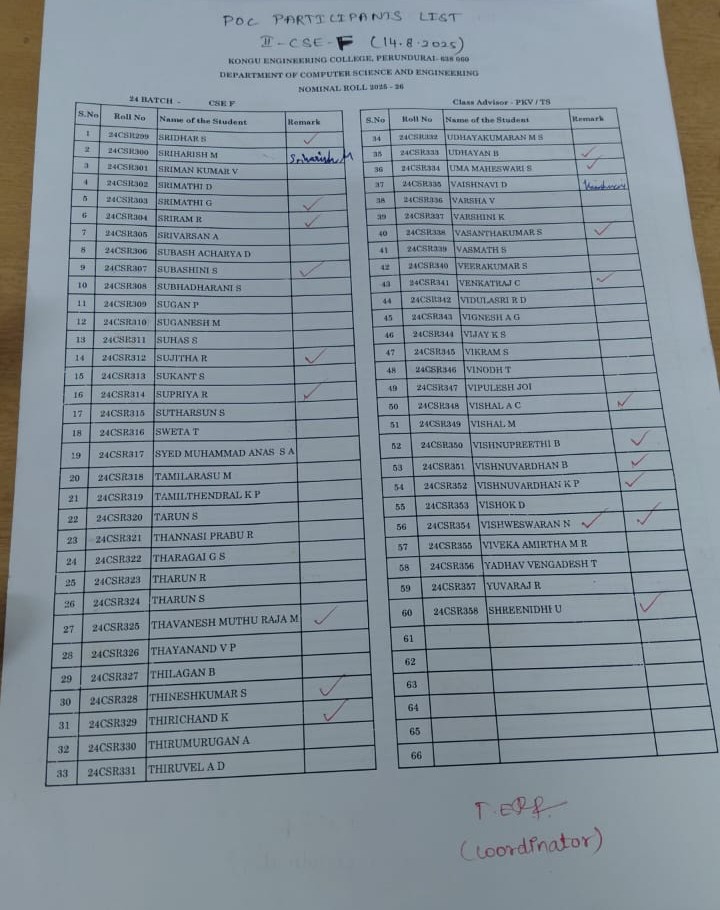 POC PARTICIPANTS LIST
II - CSE - F (14.8.2025)
KONGU ENGINEERING COLLEGE, PERUNDURAI- 638 060
DEPARTMENT OF COMPUTER SCIENCE AND ENGINEERING
NOMINAL ROLL 2025 - 26
24 BATCH - CSE F
S.No Roll No Name of the Student Remark
1 24CSR299 SRIDHAR S ✓
2 24CSR300 SRIHARISH M Sriharish M
3 24CSR301 SRIMAN KUMAR V
4 24CSR302 SRIMATHI D
5 24CSR303 SRIMATHI G ✓
6 24CSR304 SRIRAM R ✓
7 24CSR305 SRIVARSAN A
8 24CSR306 SUBASH ACHARYA D
9 24CSR307 SUBASHINI S ✓
10 24CSR308 SUBHADHARANI S
11 24CSR309 SUGAN P
12 24CSR310 SUGANESH M
13 24CSR311 SUHAS S
14 24CSR312 SUJITHA R ✓
15 24CSR313 SUKANT S
16 24CSR314 SUPRIYA R ✓
17 24CSR315 SUTHARSUN S
18 24CSR316 SWETA T
19 24CSR317 SYED MUHAMMAD ANAS S A
20 24CSR318 TAMILARASU M
21 24CSR319 TAMILTHENDRAL K P
22 24CSR320 TARUN S
23 24CSR321 THANNASI PRABU R
24 24CSR322 THARAGAI G S
25 24CSR323 THARUN R
26 24CSR324 THARUN S
27 24CSR325 THAVANESH MUTHU RAJA M ✓
28 24CSR326 THAYANAND V P
29 24CSR327 THILAGAN B
30 24CSR328 THINESHKUMAR S ✓
31 24CSR329 THIRICHAND K ✓
32 24CSR330 THIRUMURUGAN A
33 24CSR331 THIRUVEL A D
Class Advisor - PKV / TS
S.No Roll No Name of the Student Remark
34 24CSR332 UDHAYAKUMARAN M S
35 24CSR333 UDHAYAN B ✓
36 24CSR334 UMA MAHESWARI S ✓
37 24CSR335 VAISHNAVI D
38 24CSR336 VARSHA V
39 24CSR337 VARSHINI K
40 24CSR338 VASANTHAKUMAR S ✓
41 24CSR339 VASMATH S
42 24CSR340 VEERAKUMAR S
43 24CSR341 VENKATRAJ C ✓
44 24CSR342 VIDULASRI R D
45 24CSR343 VIGNESH A G
46 24CSR344 VIJAY K S
47 24CSR345 VIKRAM S
48 24CSR346 VINODH T
49 24CSR347 VIPULESH JOI
50 24CSR348 VISHAL A C ✓
51 24CSR349 VISHAL M
52 24CSR350 VISHNUPREETHI B ✓
53 24CSR351 VISHNUVARDHAN B ✓
54 24CSR352 VISHNUVARDHAN K P ✓
55 24CSR353 VISHOK D
56 24CSR354 VISHWESWARAN N ✓ ✓
57 24CSR355 VIVEKA AMIRTHA M R
58 24CSR356 YADHAV VENGADESH T
59 24CSR357 YUVARAJ R
60 24CSR358 SHREENIDHI U ✓
61
62
63
64
65
66
(Coordinator)